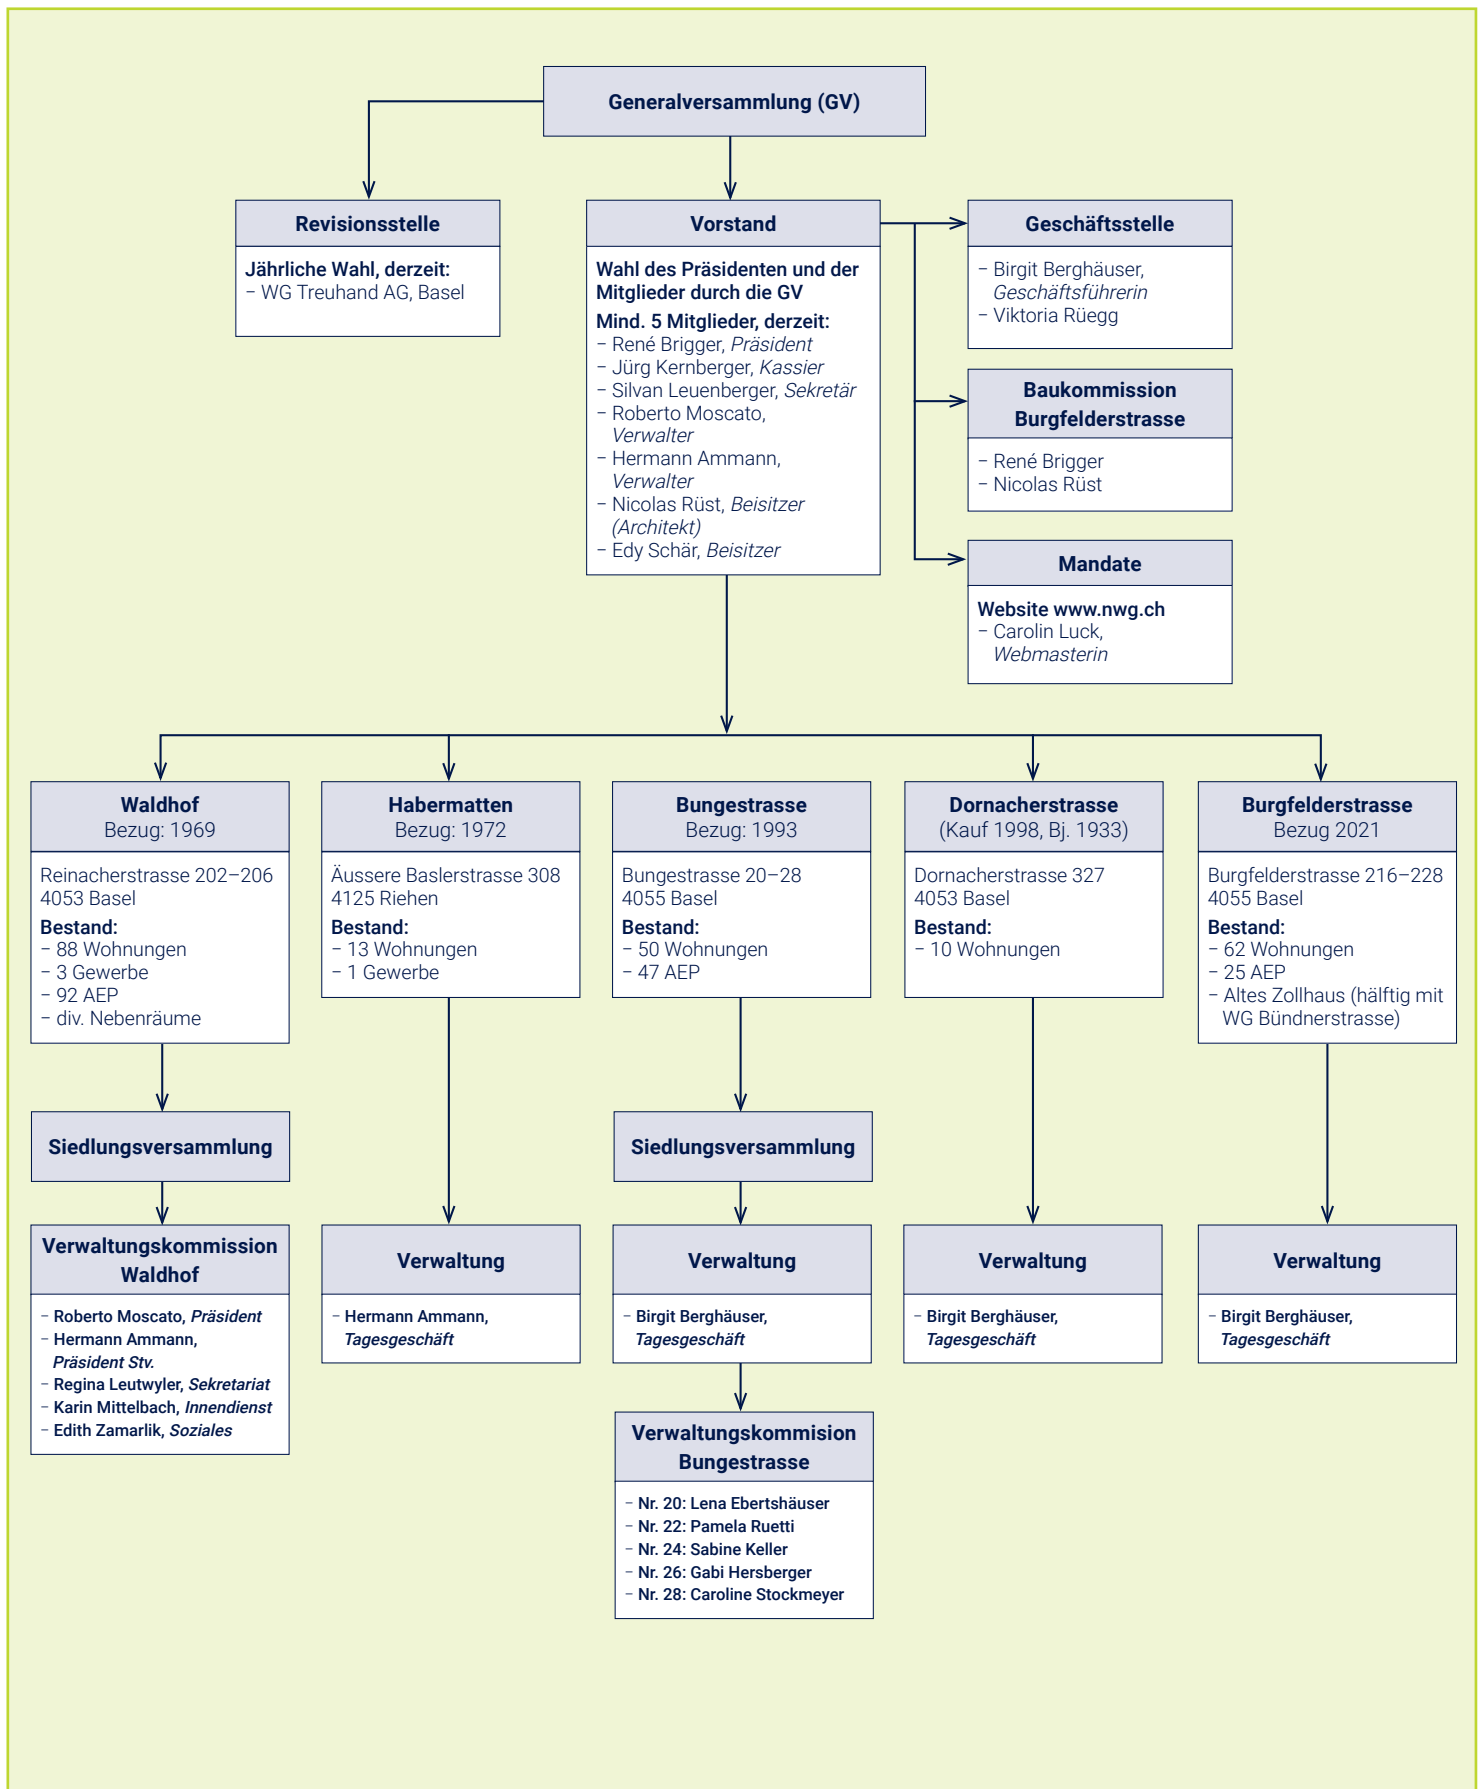 Generalversammlung (GV)
Revisionsstelle
Jährliche Wahl, derzeit:
– WG Treuhand AG, Basel
Vorstand
Wahl des Präsidenten und der
Mitglieder durch die GV
Mind. 5 Mitglieder, derzeit:
– René Brigger, Präsident
– Jürg Kernberger, Kassier
– Silvan Leuenberger, Sekretär
– Roberto Moscato,
Verwalter
– Hermann Ammann,
Verwalter
– Nicolas Rüst, Beisitzer
(Architekt)
– Edy Schär, Beisitzer
Geschäftsstelle
– Birgit Berghäuser,
Geschäftsführerin
– Viktoria Rüegg
Baukommission
Burgfelderstrasse
– René Brigger
– Nicolas Rüst
Mandate
Website www.nwg.ch
– Carolin Luck,
Webmasterin
Waldhof
Bezug: 1969
Reinacherstrasse 202–206
4053 Basel
Bestand:
– 88 Wohnungen
– 3 Gewerbe
– 92 AEP
– div. Nebenräume
Siedlungsversammlung
Verwaltungskommission
Waldhof
– Roberto Moscato, Präsident
– Hermann Ammann,
Präsident Stv.
– Regina Leutwyler, Sekretariat
– Karin Mittelbach, Innendienst
– Edith Zamarlik, Soziales
Habermatten
Bezug: 1972
Äussere Baslerstrasse 308
4125 Riehen
Bestand:
– 13 Wohnungen
– 1 Gewerbe
Verwaltung
– Hermann Ammann,
Tagesgeschäft
Bungestrasse
Bezug: 1993
Bungestrasse 20–28
4055 Basel
Bestand:
– 50 Wohnungen
– 47 AEP
Siedlungsversammlung
Verwaltung
– Birgit Berghäuser,
Tagesgeschäft
Verwaltungskommision
Bungestrasse
– Nr. 20: Lena Ebertshäuser
– Nr. 22: Pamela Ruetti
– Nr. 24: Sabine Keller
– Nr. 26: Gabi Hersberger
– Nr. 28: Caroline Stockmeyer
Dornacherstrasse
(Kauf 1998, Bj. 1933)
Dornacherstrasse 327
4053 Basel
Bestand:
– 10 Wohnungen
Verwaltung
– Birgit Berghäuser,
Tagesgeschäft
Burgfelderstrasse
Bezug 2021
Burgfelderstrasse 216–228
4055 Basel
Bestand:
– 62 Wohnungen
– 25 AEP
– Altes Zollhaus (hälftig mit
WG Bündnerstrasse)
Verwaltung
– Birgit Berghäuser,
Tagesgeschäft